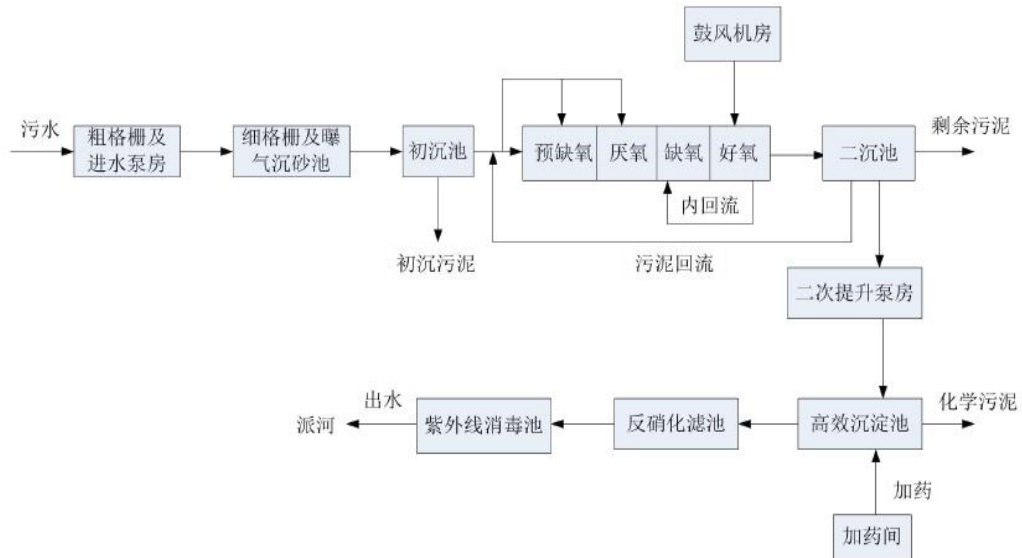 鼓风机房
污水
粗格栅及
进水泵房
细格栅及曝
气沉砂池
初沉池
预缺氧
厌氧
缺氧
好氧
二沉池
剩余污泥
内回流
初沉污泥
污泥回流
二次提升泵房
派河
出水
紫外线消毒池
反硝化滤池
高效沉淀池
化学污泥
加药
加药间